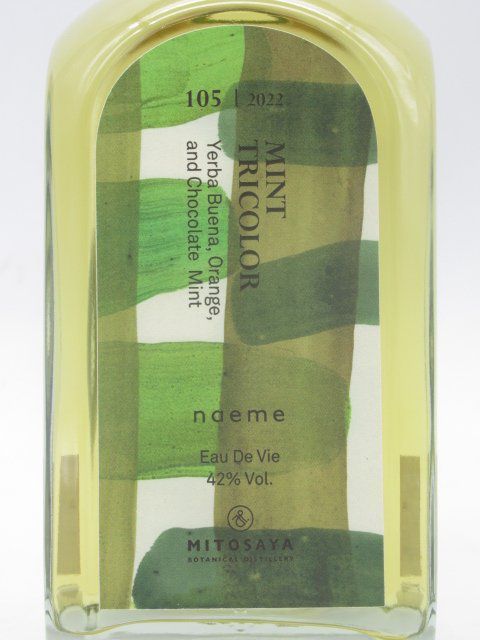 105 | 2022
MINT
TRICOLOR
Yerba Buena, Orange,
and Chocolate Mint
naeme
Eau De Vie
42% Vol.
MITOSAYA
BOTANICAL DISTILLERY